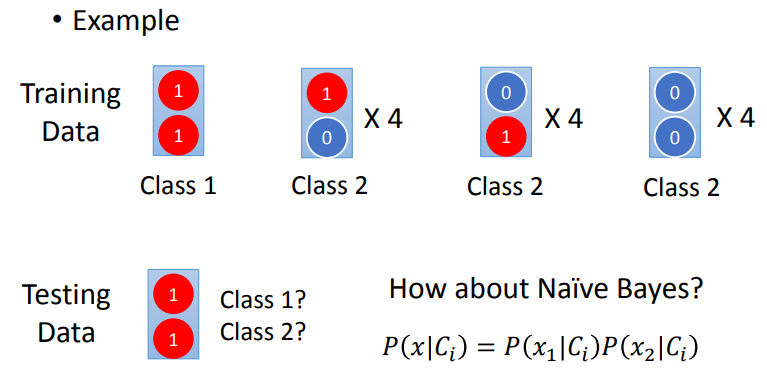 • Example
Training
Data
1
1
Class 1
1
0
X 4
Class 2
0
1
X 4
Class 2
0
0
X 4
Class 2
Testing
Data
1
1
Class 1?
Class 2?
How about Naïve Bayes?
P(x|Cᵢ) = P(x₁|Cᵢ)P(x₂|Cᵢ)